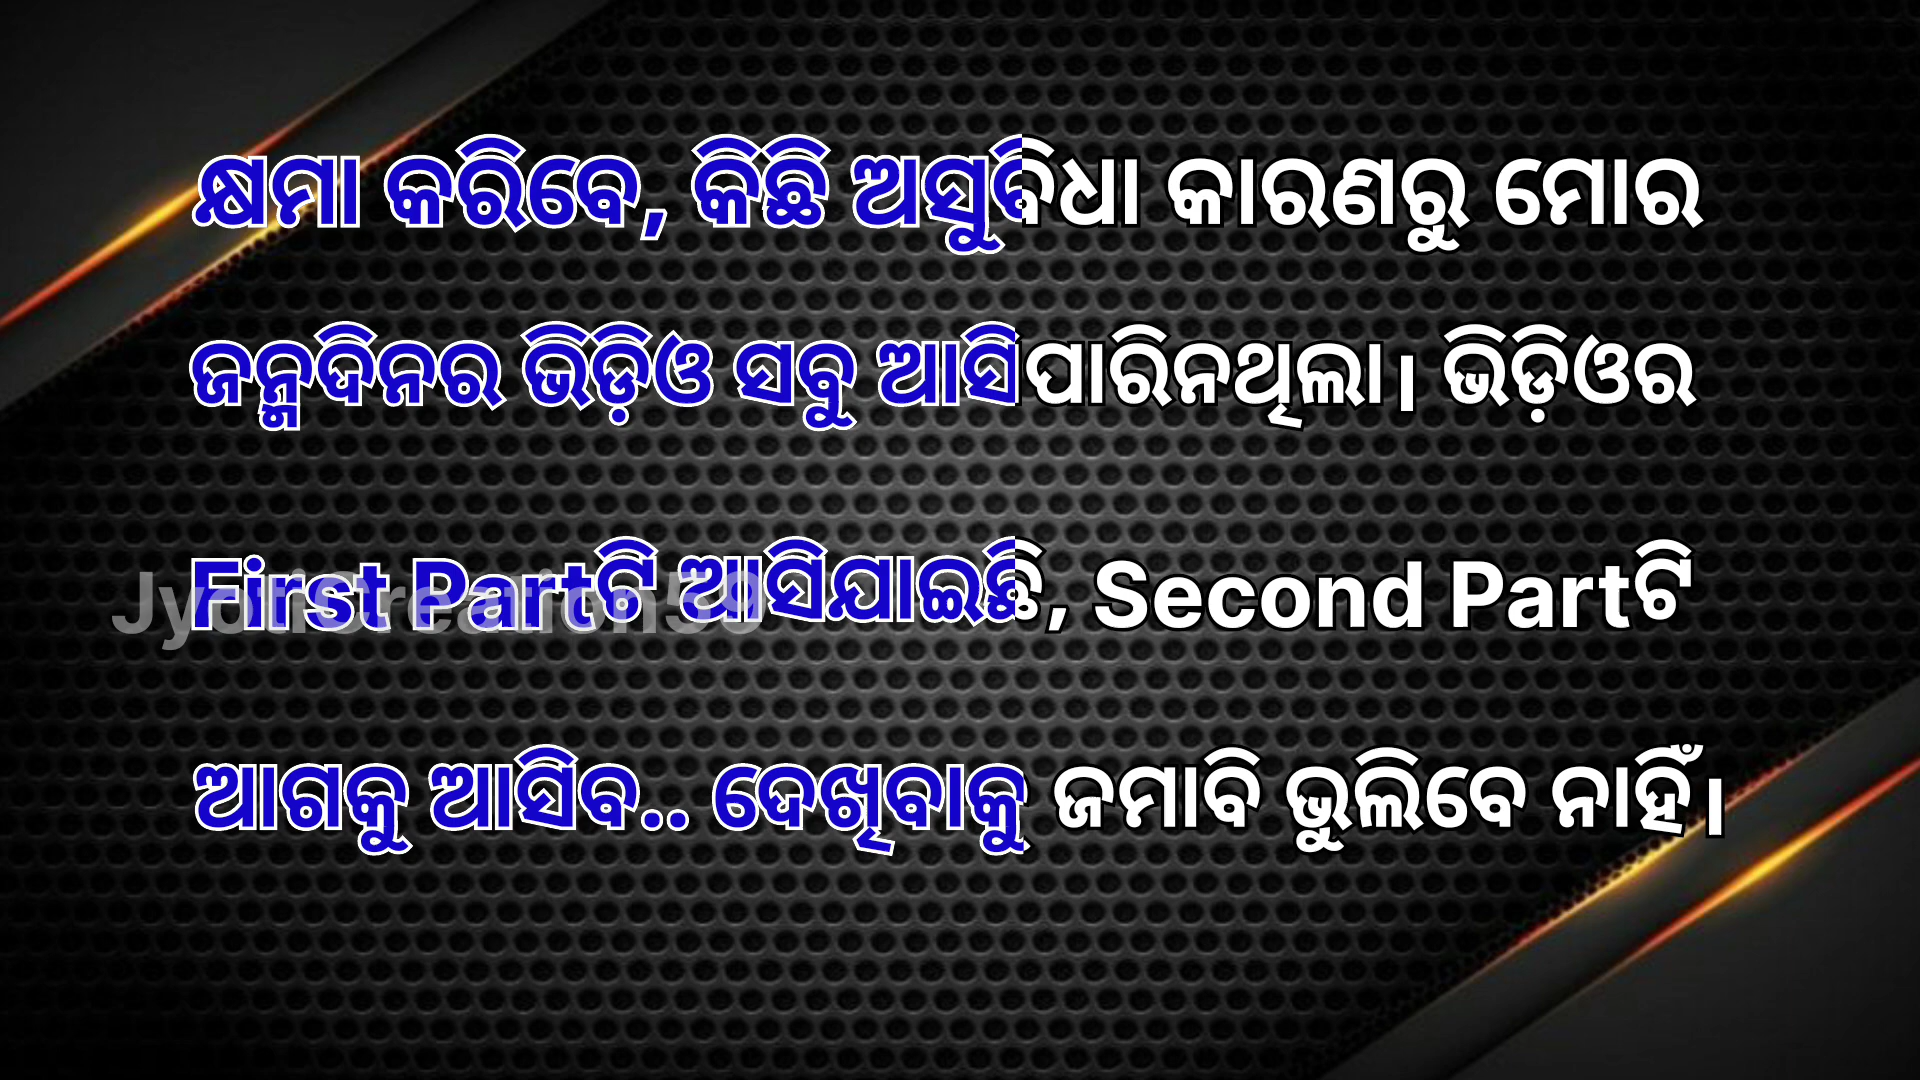 କ୍ଷମା କରିବେ, କିଛି ଅସୁବିଧା କାରଣରୁ ମୋର
ଜନ୍ମଦିନର ଭିଡ଼ିଓ ସବୁ ଆସିପାରିନଥିଲା। ଭିଡ଼ିଓର
First Partଟି ଆସିଯାଇଛି, Second Partଟି
JyotiCreation59
ଆଗକୁ ଆସିବ.. ଦେଖିବାକୁ ଜମାବି ଭୁଲିବେ ନାହିଁ।